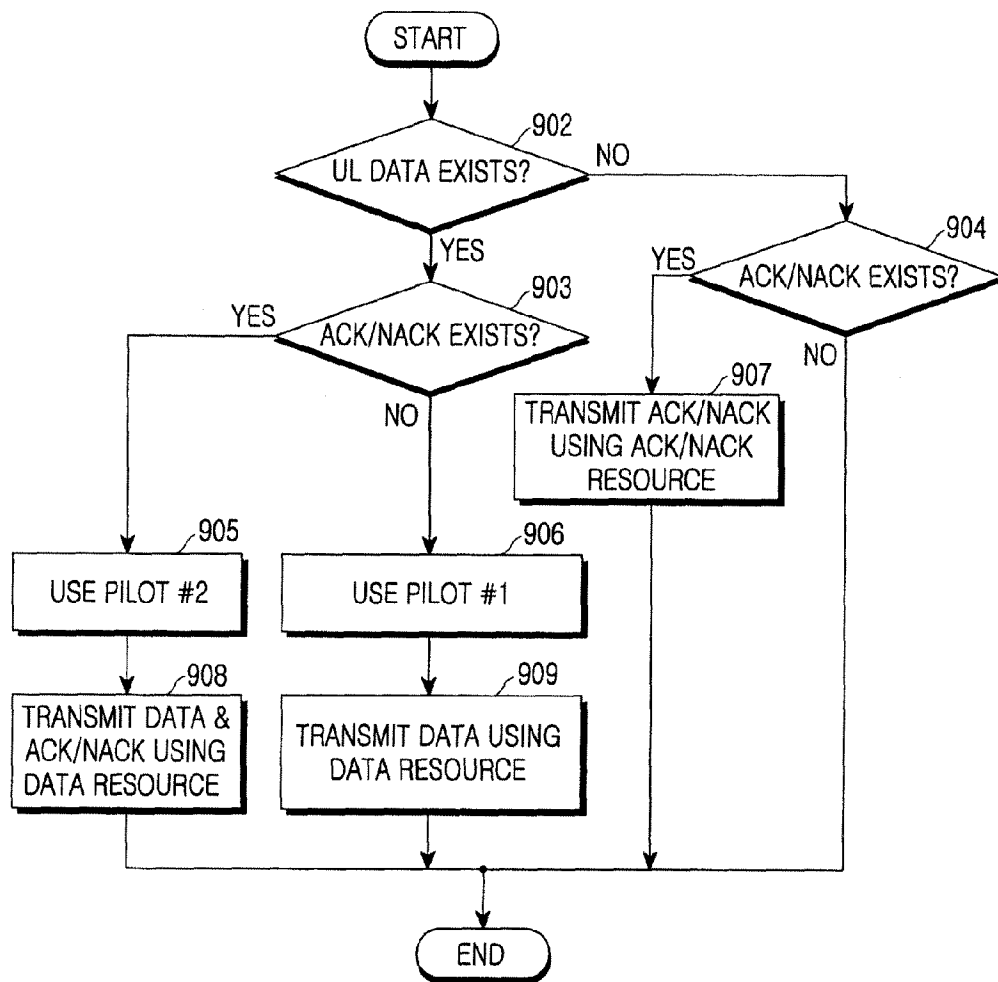 START
902
UL DATA EXISTS?
NO
YES
904
ACK/NACK EXISTS?
YES
NO
903
ACK/NACK EXISTS?
YES
NO
907
TRANSMIT ACK/NACK
USING ACK/NACK
RESOURCE
905
USE PILOT #2
906
USE PILOT #1
908
TRANSMIT DATA &
ACK/NACK USING
DATA RESOURCE
909
TRANSMIT DATA USING
DATA RESOURCE
END